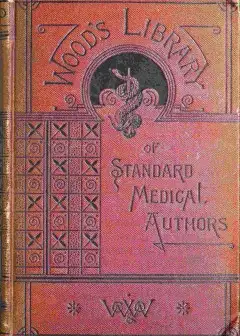 WOOD'S LIBRARY
OF
STANDARD
MEDICAL
AUTHORS